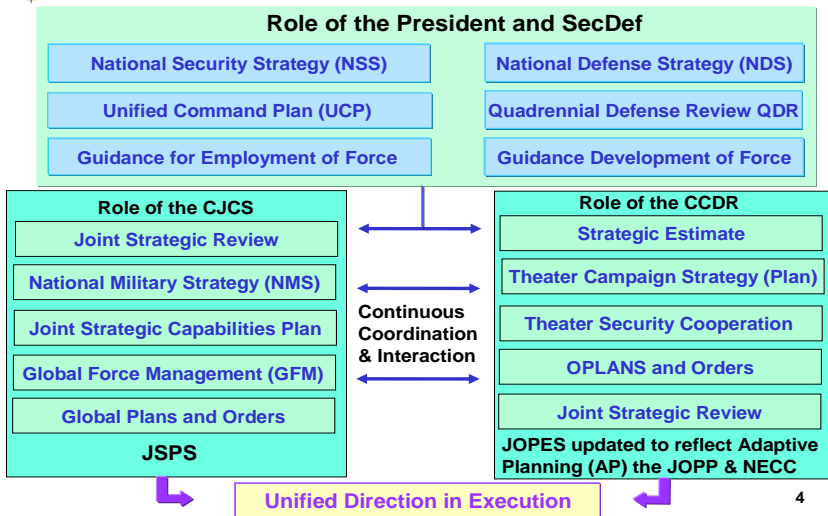 Role of the President and SecDef
National Security Strategy (NSS)
National Defense Strategy (NDS)
Unified Command Plan (UCP)
Quadrennial Defense Review QDR
Guidance for Employment of Force
Guidance Development of Force
Role of the CJCS
Joint Strategic Review
National Military Strategy (NMS)
Joint Strategic Capabilities Plan
Global Force Management (GFM)
Global Plans and Orders
JSPS
Continuous
Coordination
& Interaction
Role of the CCDR
Strategic Estimate
Theater Campaign Strategy (Plan)
Theater Security Cooperation
OPLANS and Orders
Joint Strategic Review
JOPES updated to reflect Adaptive
Planning (AP) the JOPP & NECC
Unified Direction in Execution
4